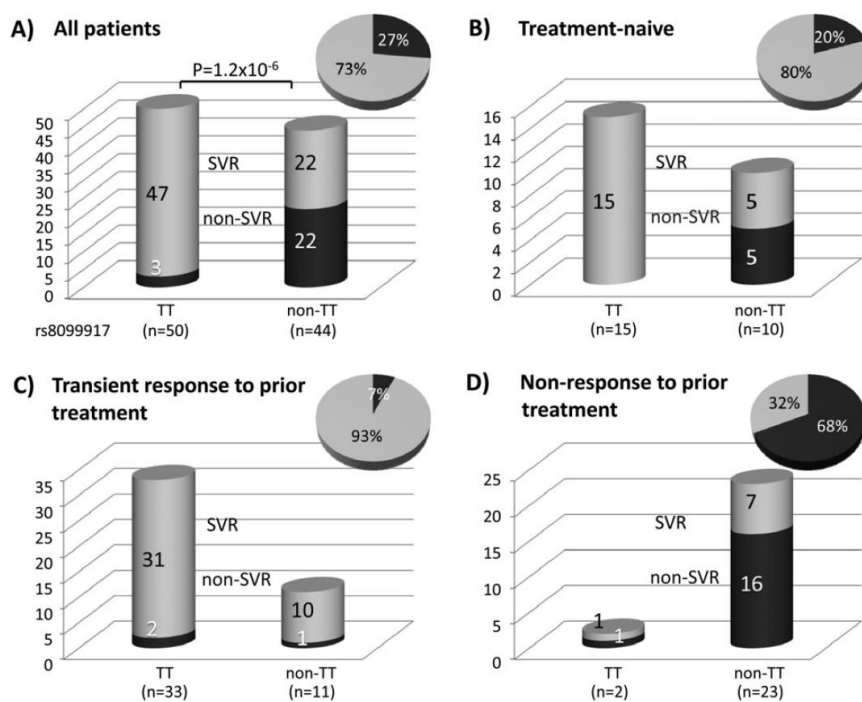 A) All patients
27%
73%
P=1.2x10⁻⁶
50
45
40
35
30
25
20
15
10
5
0
47
3
SVR
non-SVR
22
22
TT
non-TT
rs8099917
(n=50)
(n=44)
B) Treatment-naive
20%
80%
16
14
12
10
8
6
4
2
0
15
SVR
non-SVR
5
5
TT
non-TT
(n=15)
(n=10)
C) Transient response to prior
treatment
7%
93%
35
30
25
20
15
10
5
0
31
2
SVR
non-SVR
10
1
TT
non-TT
(n=33)
(n=11)
D) Non-response to prior
treatment
32%
68%
25
20
15
10
5
0
1
1
SVR
non-SVR
7
16
TT
non-TT
(n=2)
(n=23)